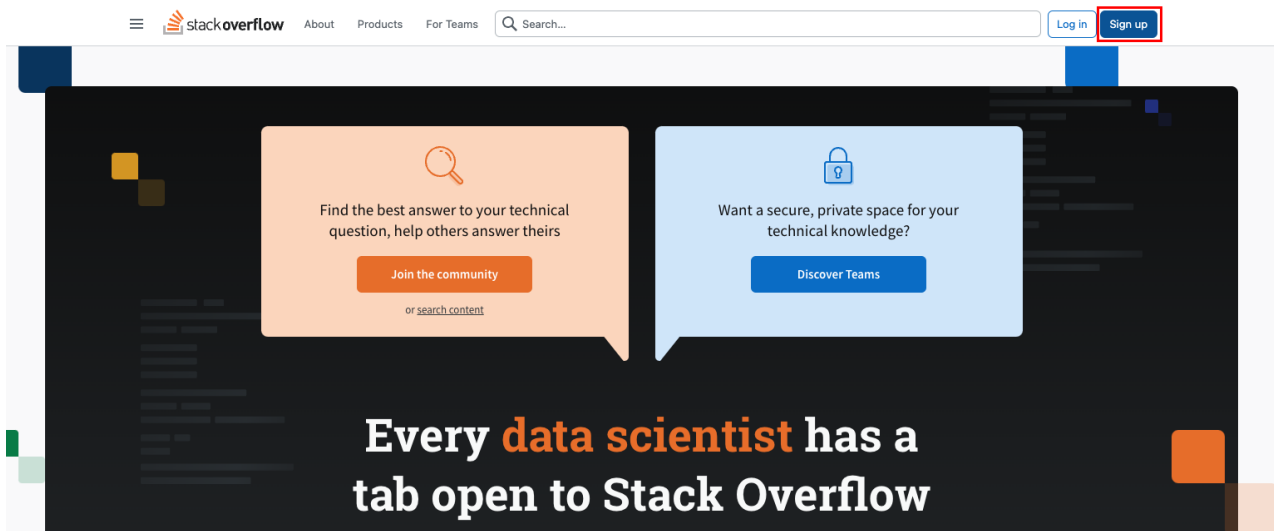 stack overflow About Products For Teams Search... Log in Sign up
Find the best answer to your technical
question, help others answer theirs
Join the community
or search content
Want a secure, private space for your
technical knowledge?
Discover Teams
Every data scientist has a
tab open to Stack Overflow